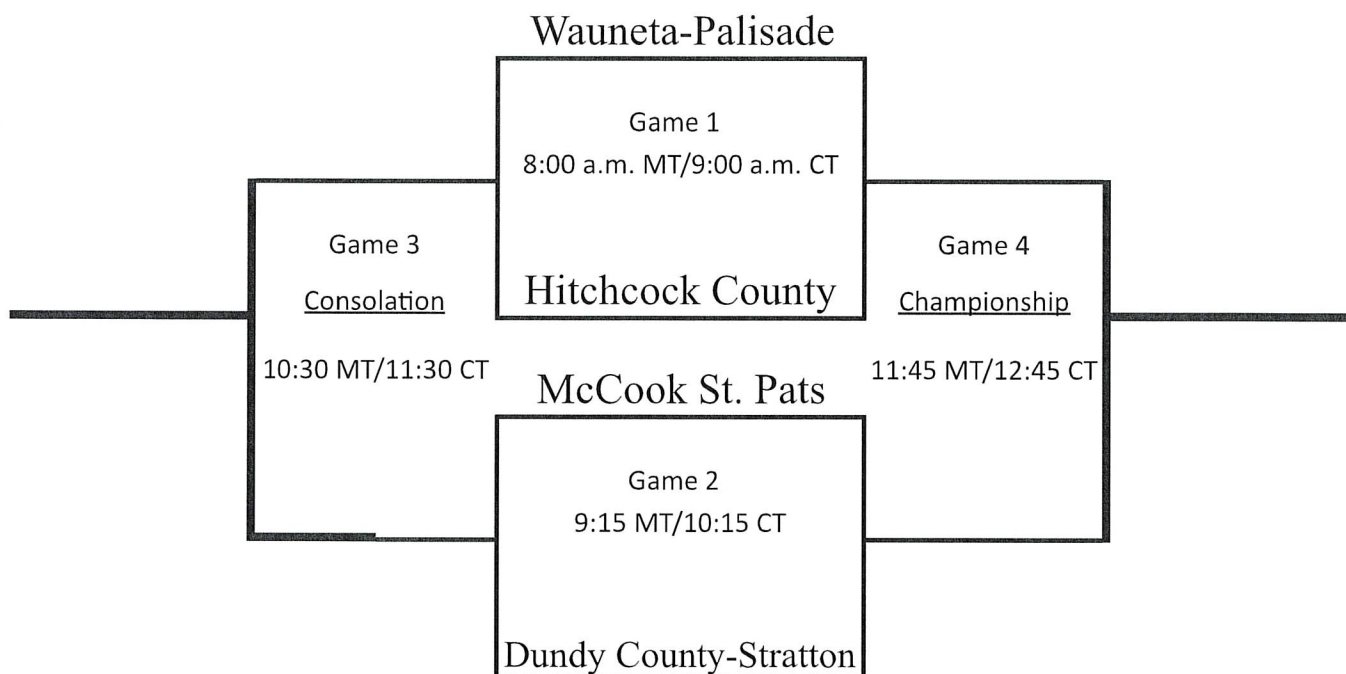 Wauneta-Palisade
Game 1
8:00 a.m. MT/9:00 a.m. CT
Hitchcock County
Game 3
Consolation
10:30 MT/11:30 CT
Game 4
Championship
11:45 MT/12:45 CT
McCook St. Pats
Game 2
9:15 MT/10:15 CT
Dundy County-Stratton